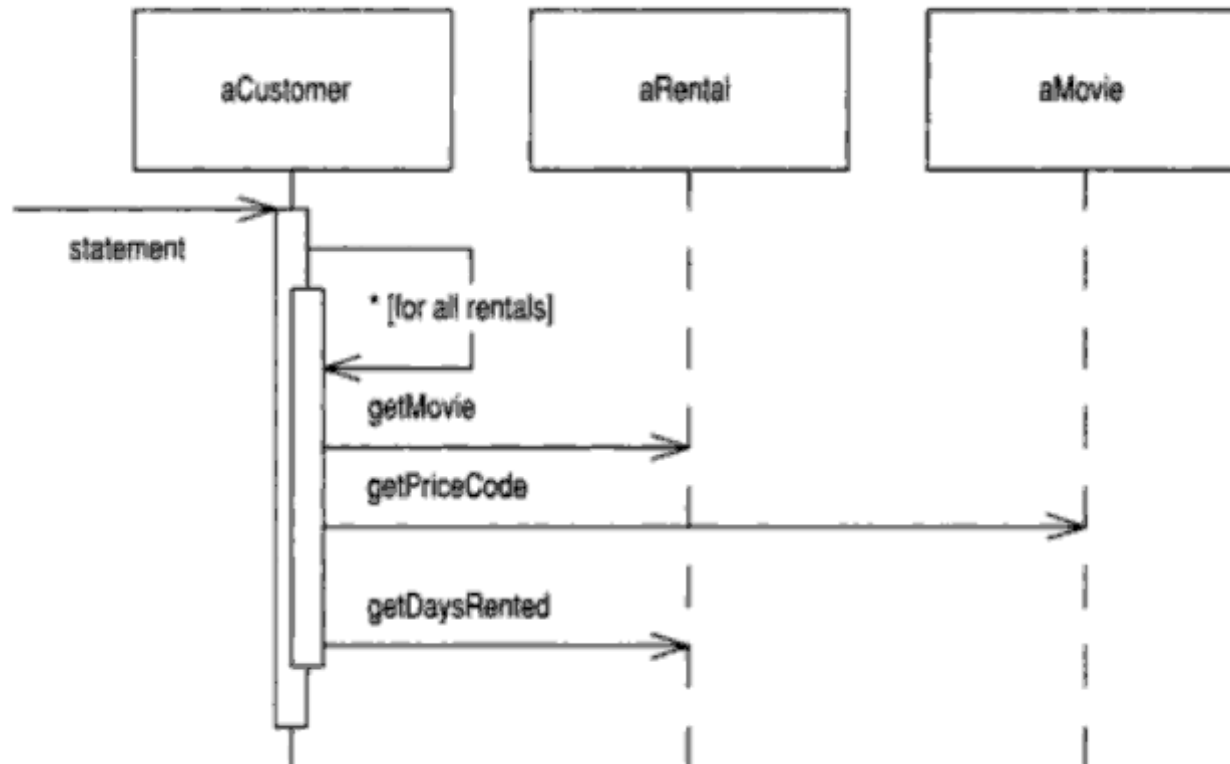 aCustomer
aRental
aMovie
statement
* [for all rentals]
getMovie
getPriceCode
getDaysRented